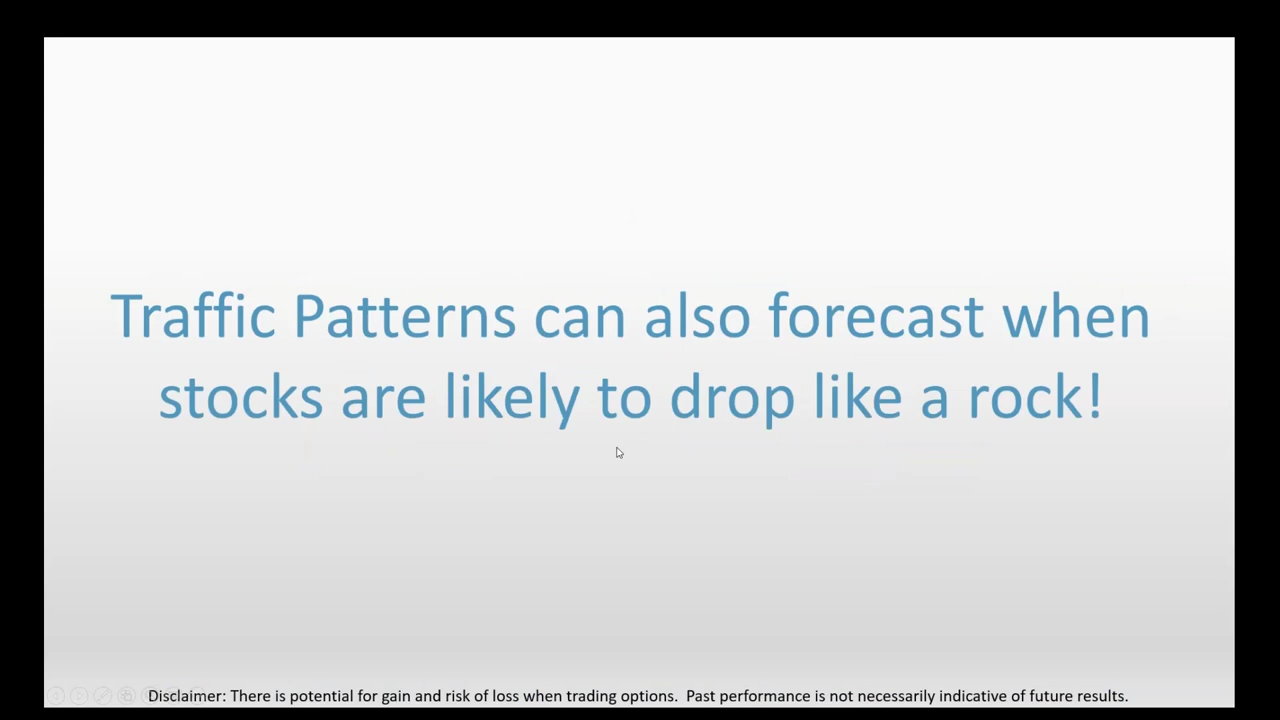 Traffic Patterns can also forecast when
stocks are likely to drop like a rock!
Disclaimer: There is potential for gain and risk of loss when trading options.  Past performance is not necessarily indicative of future results.